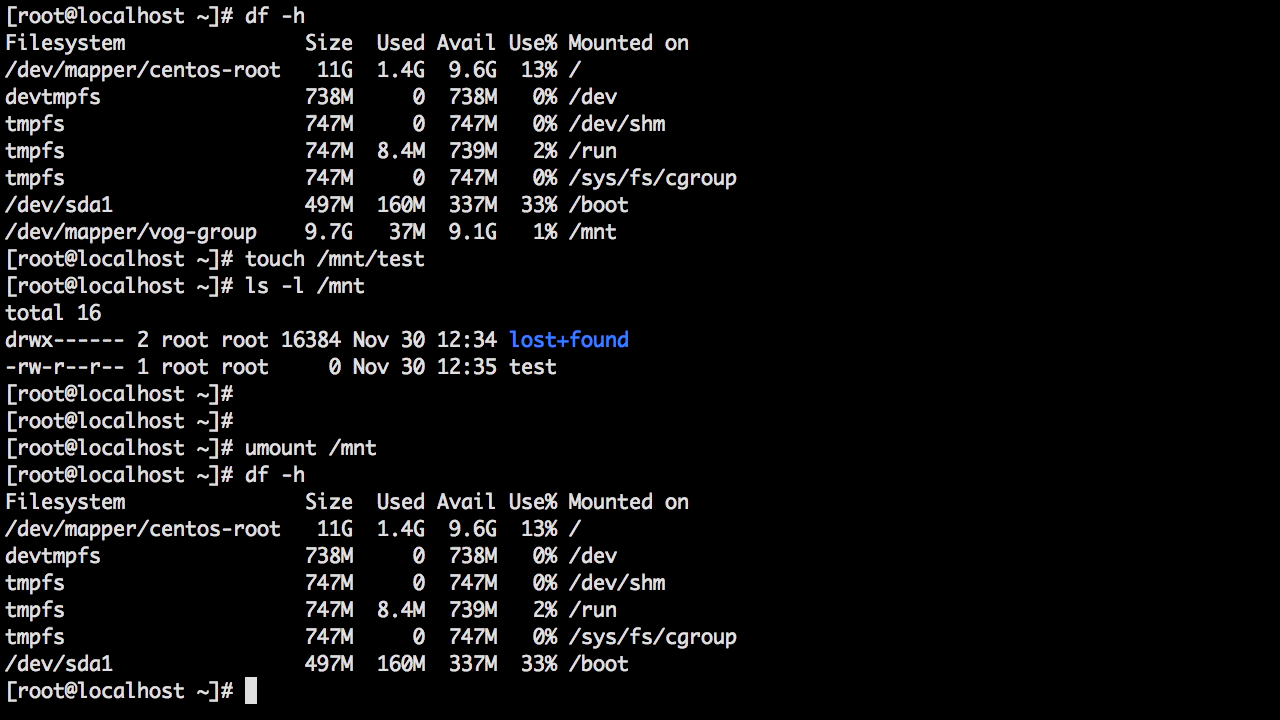 [root@localhost ~]# df -h
Filesystem               Size  Used Avail Use% Mounted on
/dev/mapper/centos-root   11G  1.4G  9.6G  13% /
devtmpfs                 738M     0  738M   0% /dev
tmpfs                    747M     0  747M   0% /dev/shm
tmpfs                    747M  8.4M  739M   2% /run
tmpfs                    747M     0  747M   0% /sys/fs/cgroup
/dev/sda1                497M  160M  337M  33% /boot
/dev/mapper/vog-group    9.7G   37M  9.1G   1% /mnt
[root@localhost ~]# touch /mnt/test
[root@localhost ~]# ls -l /mnt
total 16
drwx------ 2 root root 16384 Nov 30 12:34 lost+found
-rw-r--r-- 1 root root     0 Nov 30 12:35 test
[root@localhost ~]#
[root@localhost ~]#
[root@localhost ~]# umount /mnt
[root@localhost ~]# df -h
Filesystem               Size  Used Avail Use% Mounted on
/dev/mapper/centos-root   11G  1.4G  9.6G  13% /
devtmpfs                 738M     0  738M   0% /dev
tmpfs                    747M     0  747M   0% /dev/shm
tmpfs                    747M  8.4M  739M   2% /run
tmpfs                    747M     0  747M   0% /sys/fs/cgroup
/dev/sda1                497M  160M  337M  33% /boot
[root@localhost ~]#